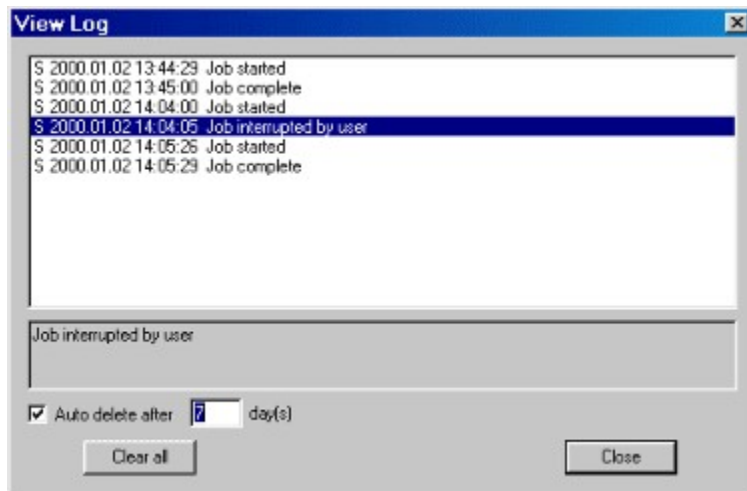 View Log
S 2000.01.02 13:44:29 Job started
S 2000.01.02 13:45:00 Job complete
S 2000.01.02 14:04:00 Job started
S 2000.01.02 14:04:05 Job interrupted by user
S 2000.01.02 14:05:26 Job started
S 2000.01.02 14:05:29 Job complete
Job interrupted by user
Auto delete after 7 day(s)
Clear all Close